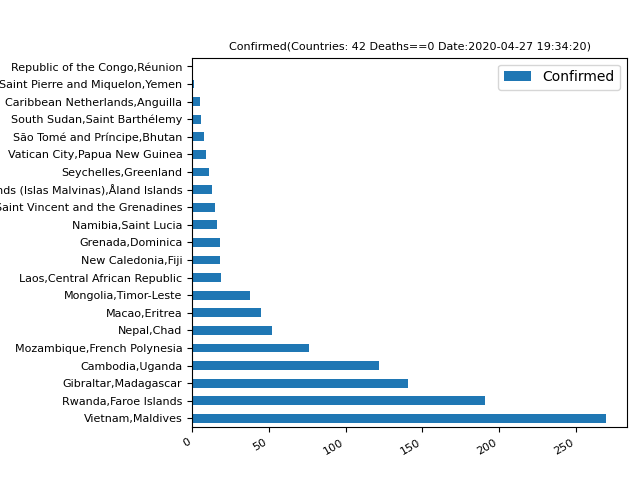 Confirmed(Countries: 42 Deaths==0 Date:2020-04-27 19:34:20)
Confirmed
Republic of the Congo,Réunion
Saint Pierre and Miquelon,Yemen
Caribbean Netherlands,Anguilla
South Sudan,Saint Barthélemy
São Tomé and Príncipe,Bhutan
Vatican City,Papua New Guinea
Seychelles,Greenland
nds (Islas Malvinas),Åland Islands
Saint Vincent and the Grenadines
Namibia,Saint Lucia
Grenada,Dominica
New Caledonia,Fiji
Laos,Central African Republic
Mongolia,Timor-Leste
Macao,Eritrea
Nepal,Chad
Mozambique,French Polynesia
Cambodia,Uganda
Gibraltar,Madagascar
Rwanda,Faroe Islands
Vietnam,Maldives
0 50 100 150 200 250